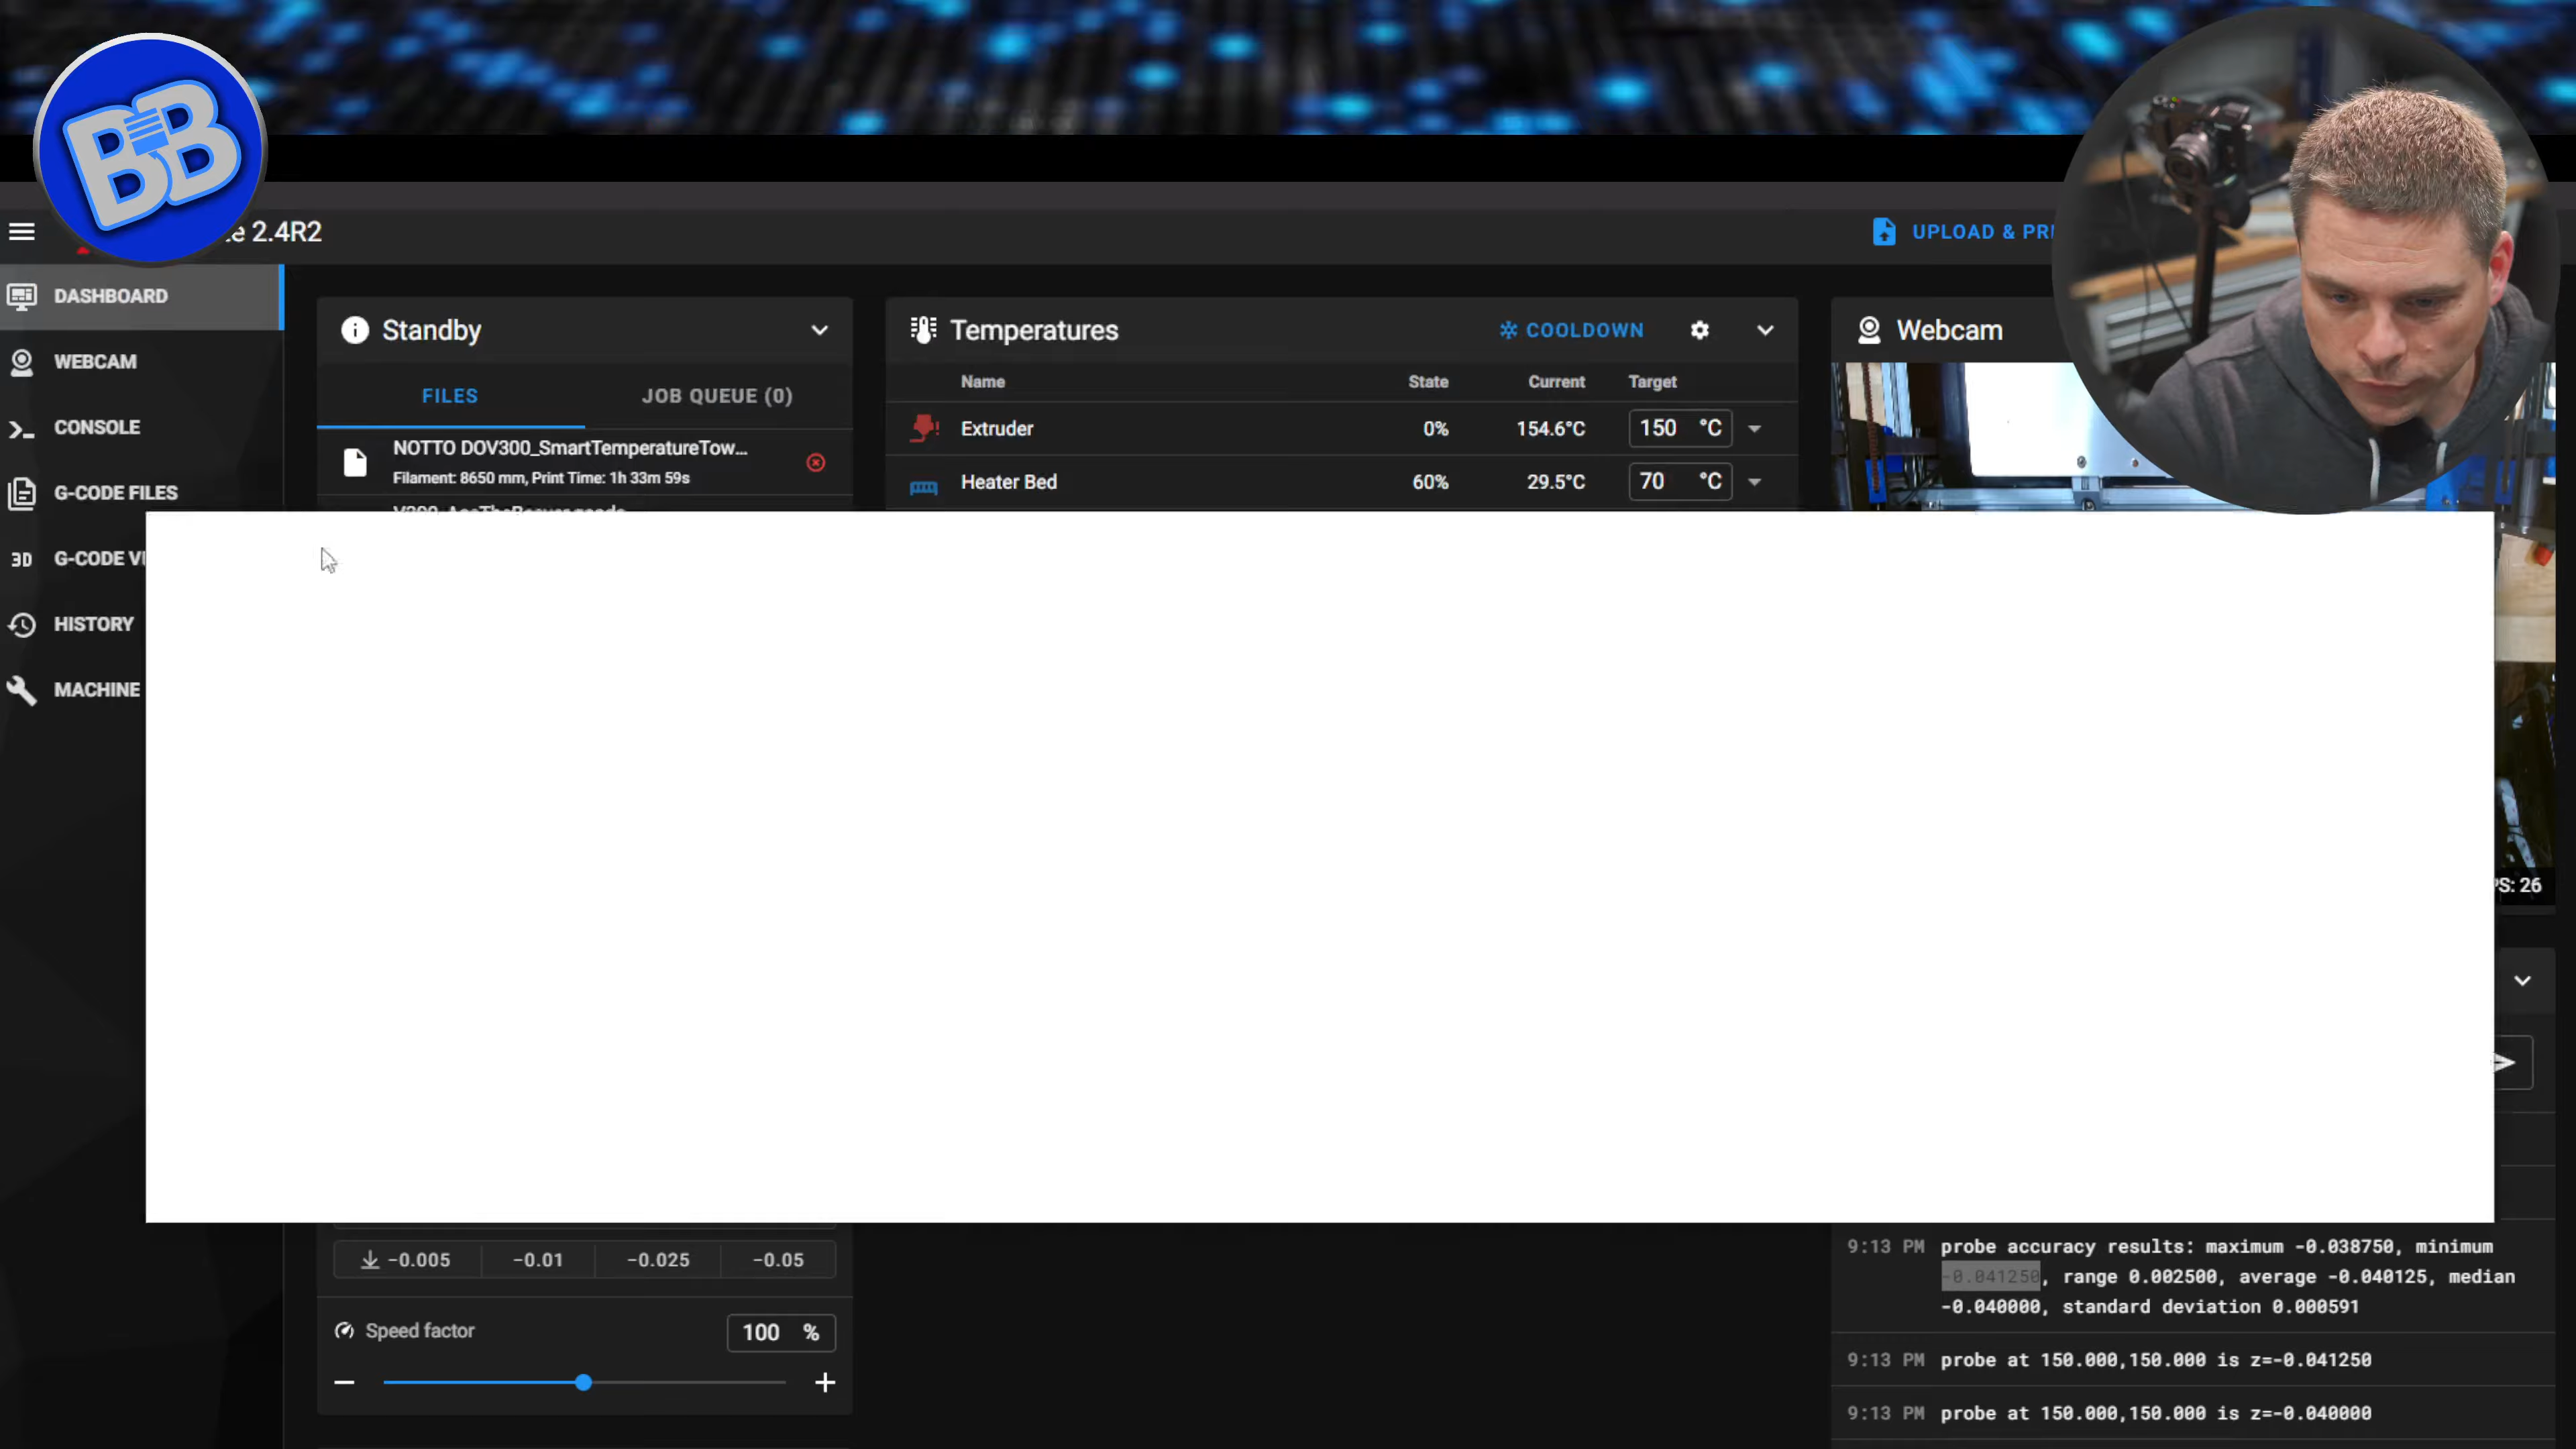 BB
e 2.4R2
UPLOAD & PRI
DASHBOARD
WEBCAM
CONSOLE
G-CODE FILES
3D G-CODE VI
HISTORY
MACHINE
Standby
FILES
JOB QUEUE (0)
NOTTO DOV300_SmartTemperatureTow...
Filament: 8650 mm, Print Time: 1h 33m 59s
Temperatures
COOLDOWN
Name State Current Target
Extruder 0% 154.6°C 150 °C
Heater Bed 60% 29.5°C 70 °C
Webcam
PS: 26
-0.005 -0.01 -0.025 -0.05
Speed factor 100 %
9:13 PM probe accuracy results: maximum -0.038750, minimum
-0.041250, range 0.002500, average -0.040125, median
-0.040000, standard deviation 0.000591
9:13 PM probe at 150.000,150.000 is z=-0.041250
9:13 PM probe at 150.000,150.000 is z=-0.040000